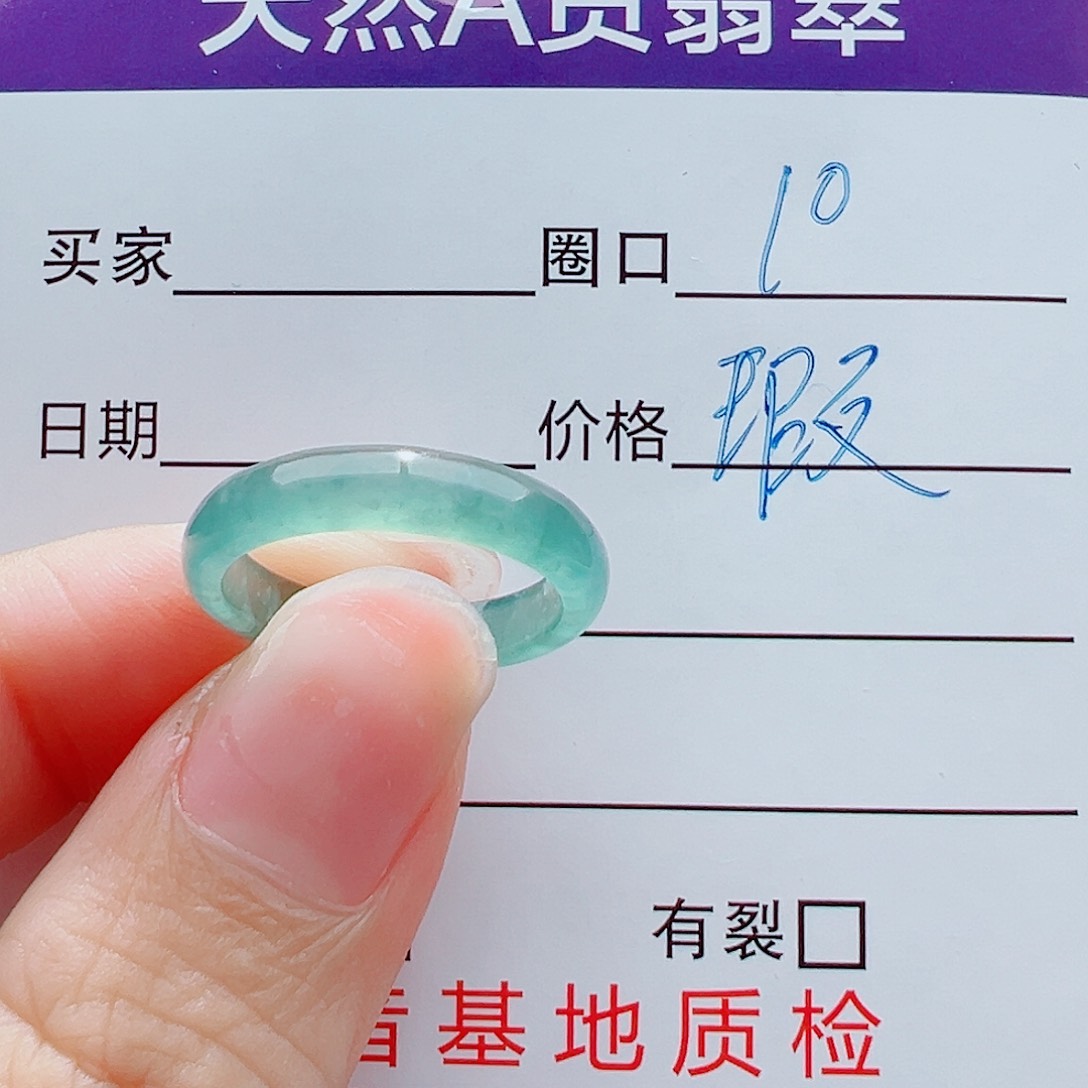 天然A货翡翠
买家 圈口 10
日期 价格 瑕
有裂
基地质检